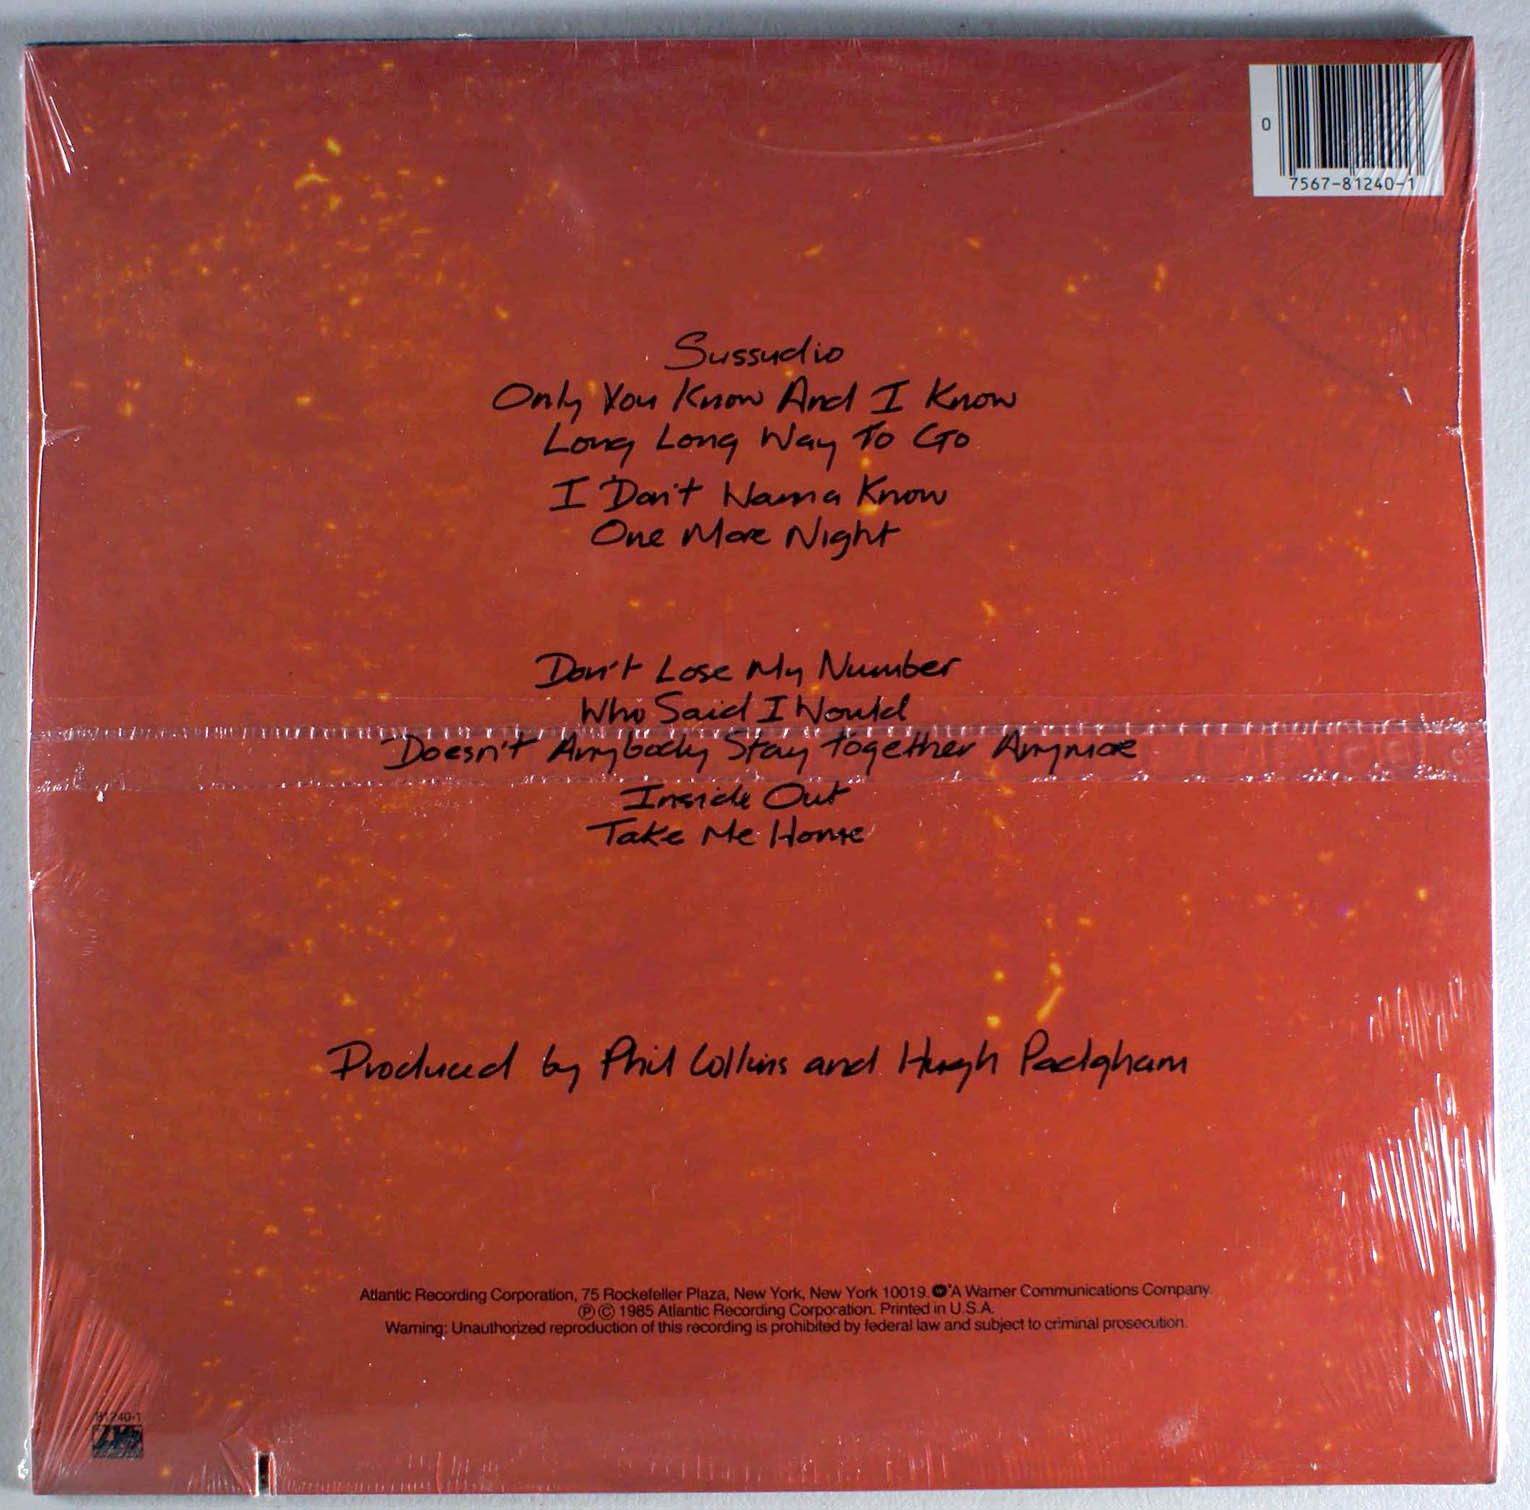 0
7567-81240-1
Sussudio
Only You Know And I Know
Long Long Way To Go
I Don't Wanna Know
One More Night
Don't Lose My Number
Who Said I Would
Doesn't Anybody Stay Together Anymore
Inside Out
Take Me Home
Produced by Phil Collins and Hugh Padgham
Atlantic Recording Corporation, 75 Rockefeller Plaza, New York, New York 10019. A Warner Communications Company.
Ⓟ © 1985 Atlantic Recording Corporation. Printed in U.S.A.
Warning: Unauthorized reproduction of this recording is prohibited by federal law and subject to criminal prosecution.
81240-1